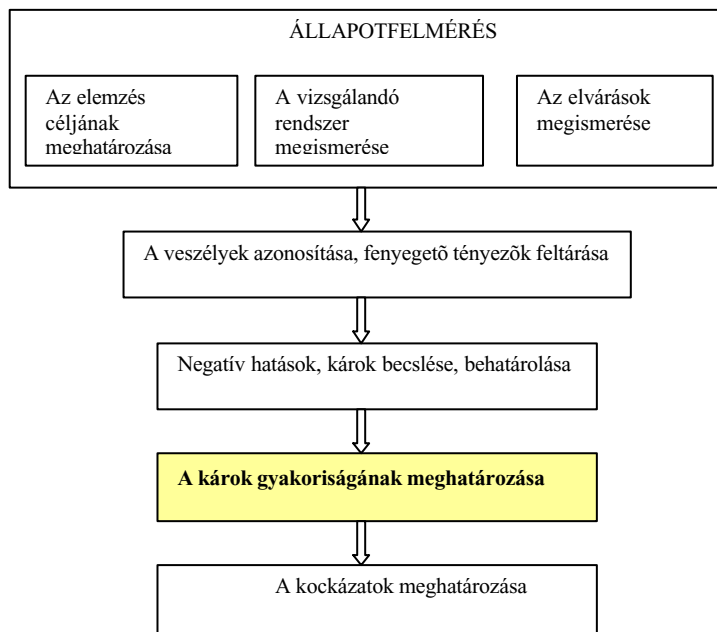 ÁLLAPOTFELMÉRÉS
Az elemzés
céljának
meghatározása
A vizsgálandó
rendszer
megismerése
Az elvárások
megismerése
A veszélyek azonosítása, fenyegetõ tényezõk feltárása
Negatív hatások, károk becslése, behatárolása
A károk gyakoriságának meghatározása
A kockázatok meghatározása